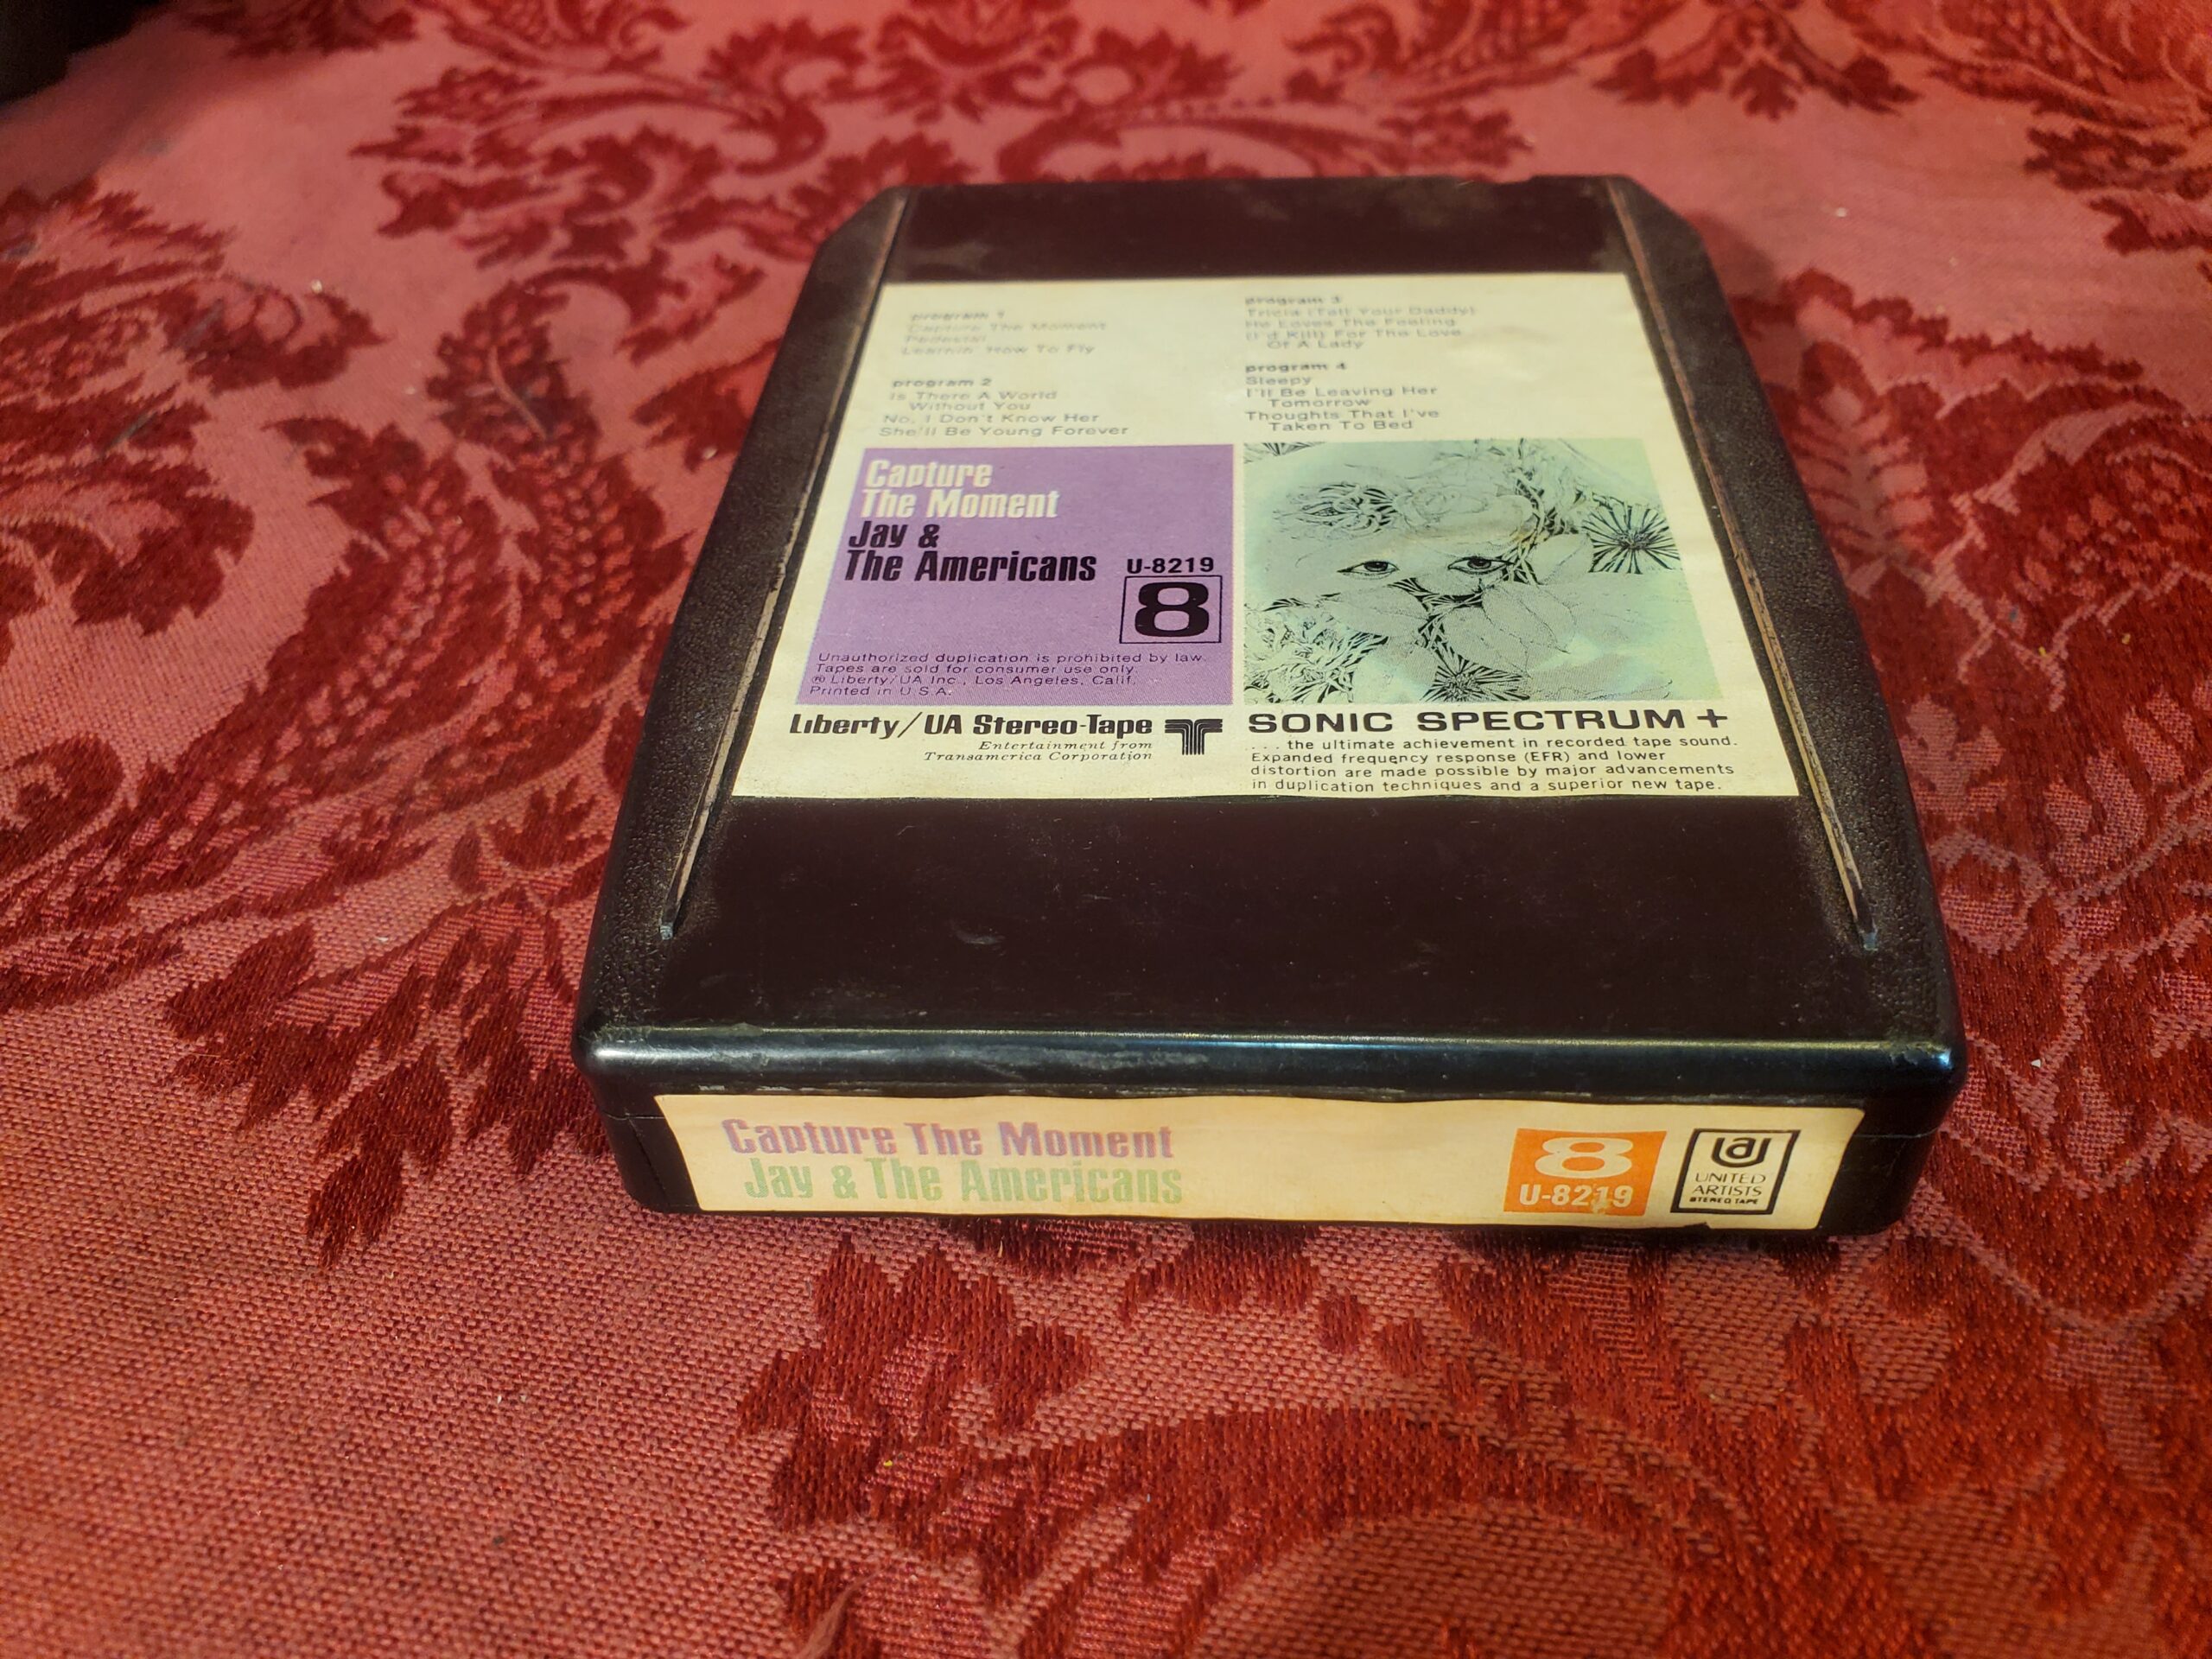 program 1
Capture The Moment
Pedestal
Learnin' How To Fly
program 2
Is There A World
Without You
No, I Don't Know Her
She'll Be Young Forever
program 3
Tricia (Tell Your Daddy)
He Loves The Feeling
(I'd Kill) For The Love
Of A Lady
program 4
Sleepy
I'll Be Leaving Her
Tomorrow
Thoughts That I've
Taken To Bed
Capture
The Moment
Jay &
The Americans
U-8219
8
Unauthorized duplication is prohibited by law.
Tapes are sold for consumer use only.
℗ Liberty/UA Inc., Los Angeles, Calif.
Printed in U.S.A.
Liberty/UA Stereo-Tape
Entertainment from
Transamerica Corporation
SONIC SPECTRUM +
. . . the ultimate achievement in recorded tape sound.
Expanded frequency response (EFR) and lower
distortion are made possible by major advancements
in duplication techniques and a superior new tape.
Capture The Moment
Jay & The Americans
8
U-8219
ua
UNITED
ARTISTS
STEREO TAPE